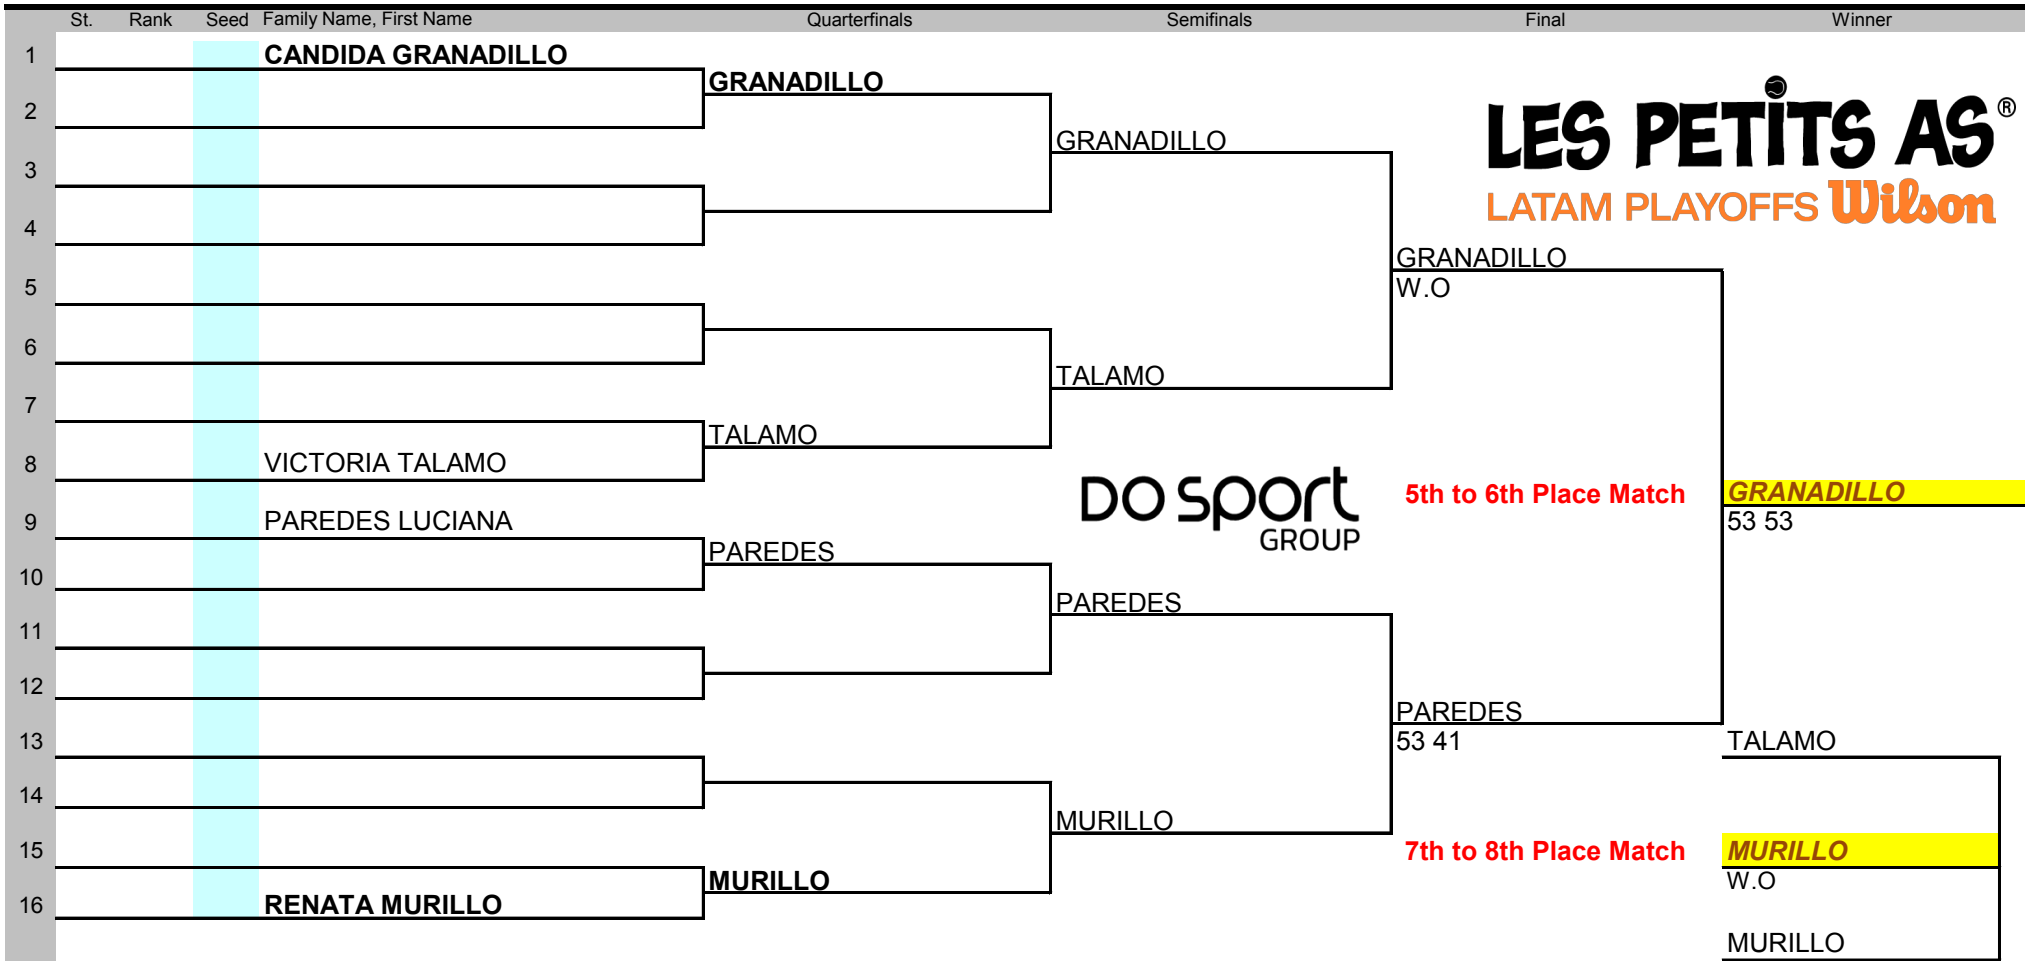 St. Rank Seed Family Name, First Name Quarterfinals Semifinals Final Winner
1 CANDIDA GRANADILLO
GRANADILLO
2
GRANADILLO
LES PETITS AS®
LATAM PLAYOFFS Wilson
3
4
GRANADILLO
W.O
5
6
TALAMO
7
TALAMO
8 VICTORIA TALAMO
DO Sport
GROUP
5th to 6th Place Match GRANADILLO
53 53
9 PAREDES LUCIANA
PAREDES
10
PAREDES
11
12
PAREDES
53 41
13 TALAMO
14
MURILLO
15 7th to 8th Place Match MURILLO
W.O
MURILLO
16 RENATA MURILLO
MURILLO